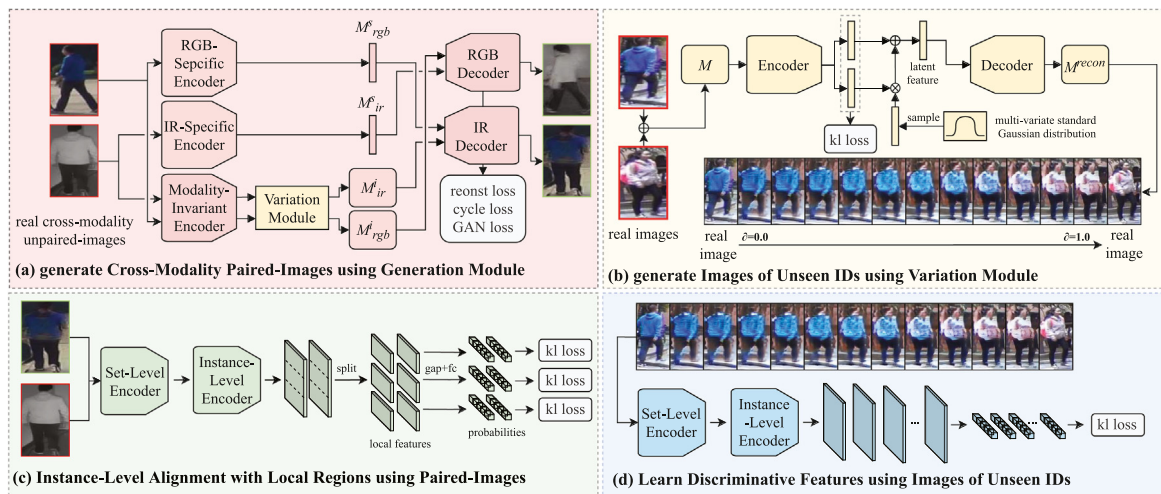 RGB-
Sepcific
Encoder
IR-Specific
Encoder
Modality-
Invariant
Encoder
Variation
Module
M^s_rgb
M^s_ir
M^i_ir
M^i_rgb
RGB
Decoder
IR
Decoder
reonst loss
cycle loss
GAN loss
real cross-modality
unpaired-images
(a) generate Cross-Modality Paired-Images using Generation Module
real images
M
Encoder
kl loss
latent
feature
sample
multi-variate standard
Gaussian distribution
Decoder
M^recon
real
image
∂=0.0
∂=1.0
real
image
(b) generate Images of Unseen IDs using Variation Module
Set-Level
Encoder
Instance-
Level
Encoder
split
local features
gap+fc
probabilities
kl loss
kl loss
kl loss
(c) Instance-Level Alignment with Local Regions using Paired-Images
Set-Level
Encoder
Instance
-Level
Encoder
...
...
kl loss
(d) Learn Discriminative Features using Images of Unseen IDs